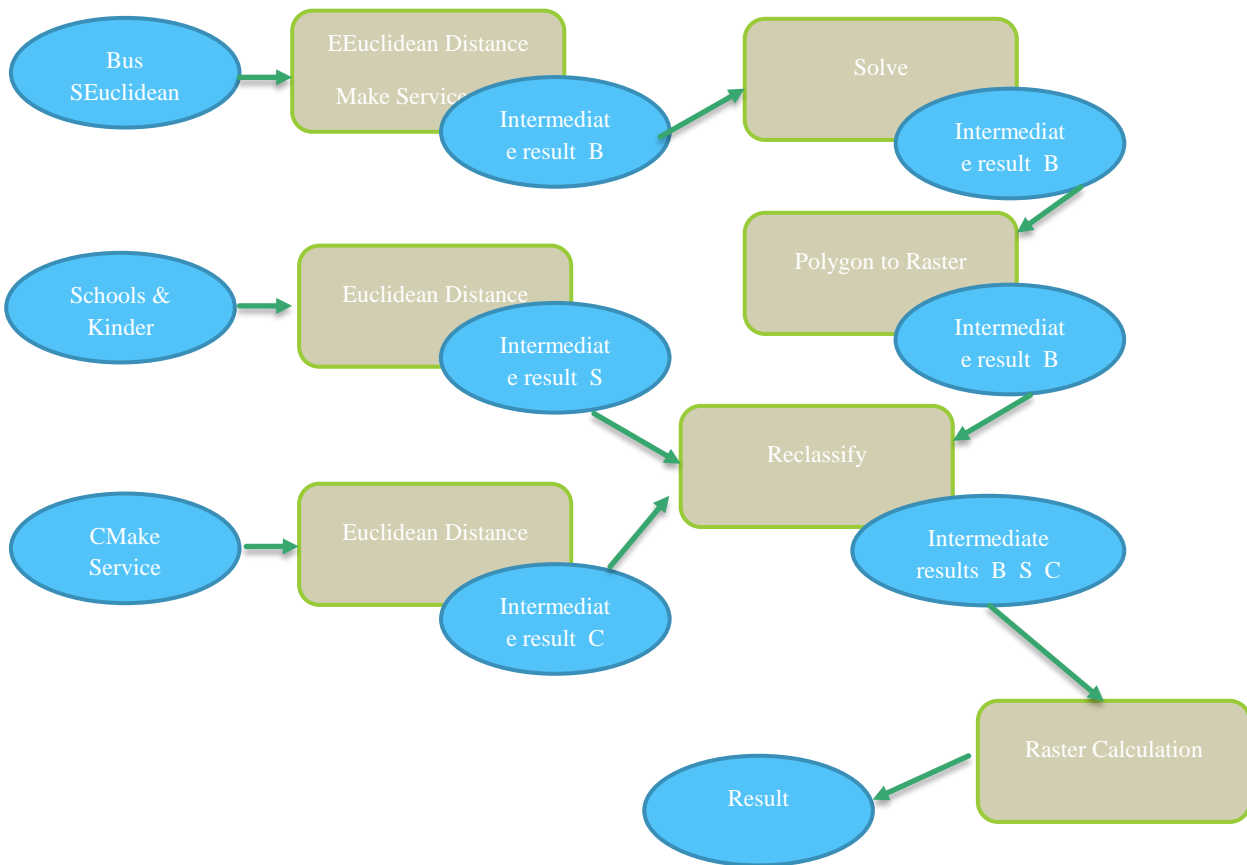 Bus
SEuclidean
EEuclidean Distance
Make Service
Intermediat
e result B
Solve
Intermediat
e result B
Polygon to Raster
Intermediat
e result B
Schools &
Kinder
Euclidean Distance
Intermediat
e result S
Reclassify
Intermediate
results B S C
CMake
Service
Euclidean Distance
Intermediat
e result C
Raster Calculation
Result